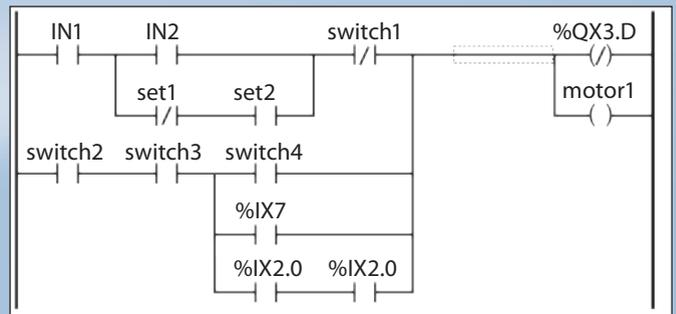 IN1 IN2 switch1 %QX3.D
set1 set2 motor1
switch2 switch3 switch4
%IX7
%IX2.0 %IX2.0